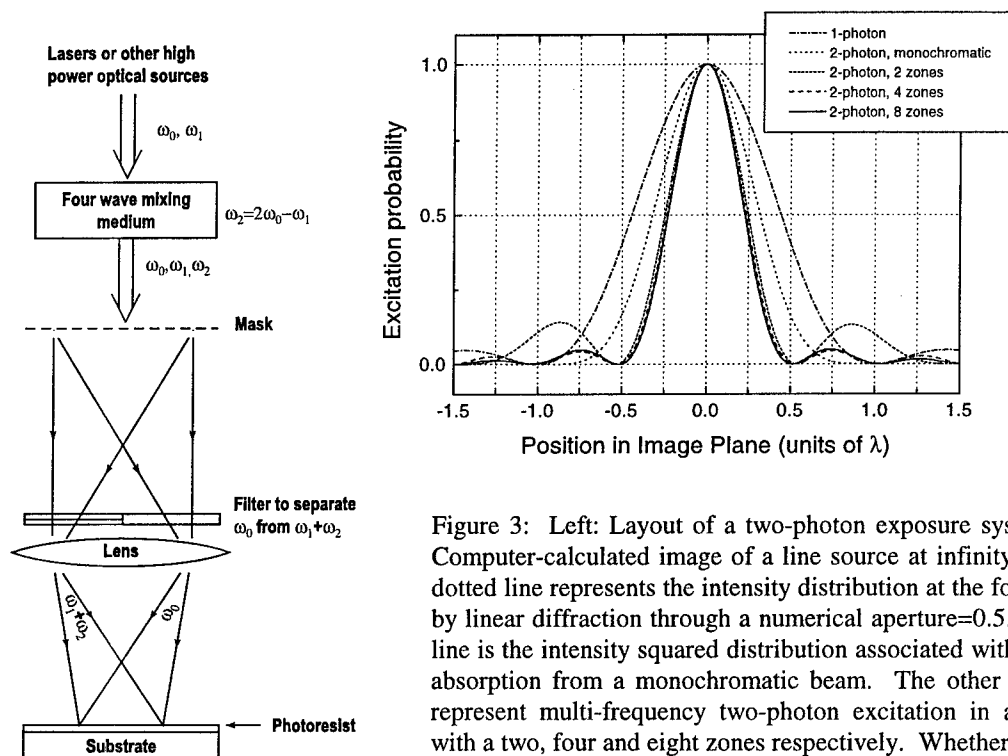 Lasers or other high
power optical sources
ω0, ω1
Four wave mixing
medium
ω2=2ω0−ω1
ω0,ω1,ω2
Mask
Filter to separate
ω0 from ω1+ω2
Lens
ω1+ω2
ω0
Photoresist
Substrate
1-photon
2-photon, monochromatic
2-photon, 2 zones
2-photon, 4 zones
2-photon, 8 zones
Excitation probability
1.0
0.5
0.0
-1.5 -1.0 -0.5 0.0 0.5 1.0 1.5
Position in Image Plane (units of λ)
Figure 3: Left: Layout of a two-photon exposure sys
Computer-calculated image of a line source at infinity
dotted line represents the intensity distribution at the fo
by linear diffraction through a numerical aperture=0.5.
line is the intensity squared distribution associated with
absorption from a monochromatic beam. The other
represent multi-frequency two-photon excitation in a
with a two, four and eight zones respectively. Whether